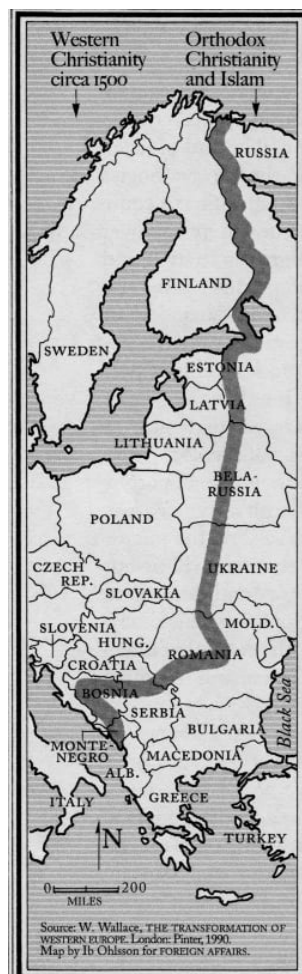 Western
Christianity
circa 1500
Orthodox
Christianity
and Islam
RUSSIA
FINLAND
SWEDEN
ESTONIA
LATVIA
LITHUANIA
BELA-
RUSSIA
POLAND
UKRAINE
CZECH
REP.
SLOVAKIA
MOLD.
SLOVENIA
HUNG.
ROMANIA
CROATIA
BOSNIA
SERBIA
Black Sea
BULGARIA
MONTE-
NEGRO
MACEDONIA
ALB.
ITALY
GREECE
TURKEY
N
0 200
MILES
Source: W. Wallace, THE TRANSFORMATION OF
WESTERN EUROPE. London: Pinter, 1990.
Map by Ib Ohlsson for FOREIGN AFFAIRS.